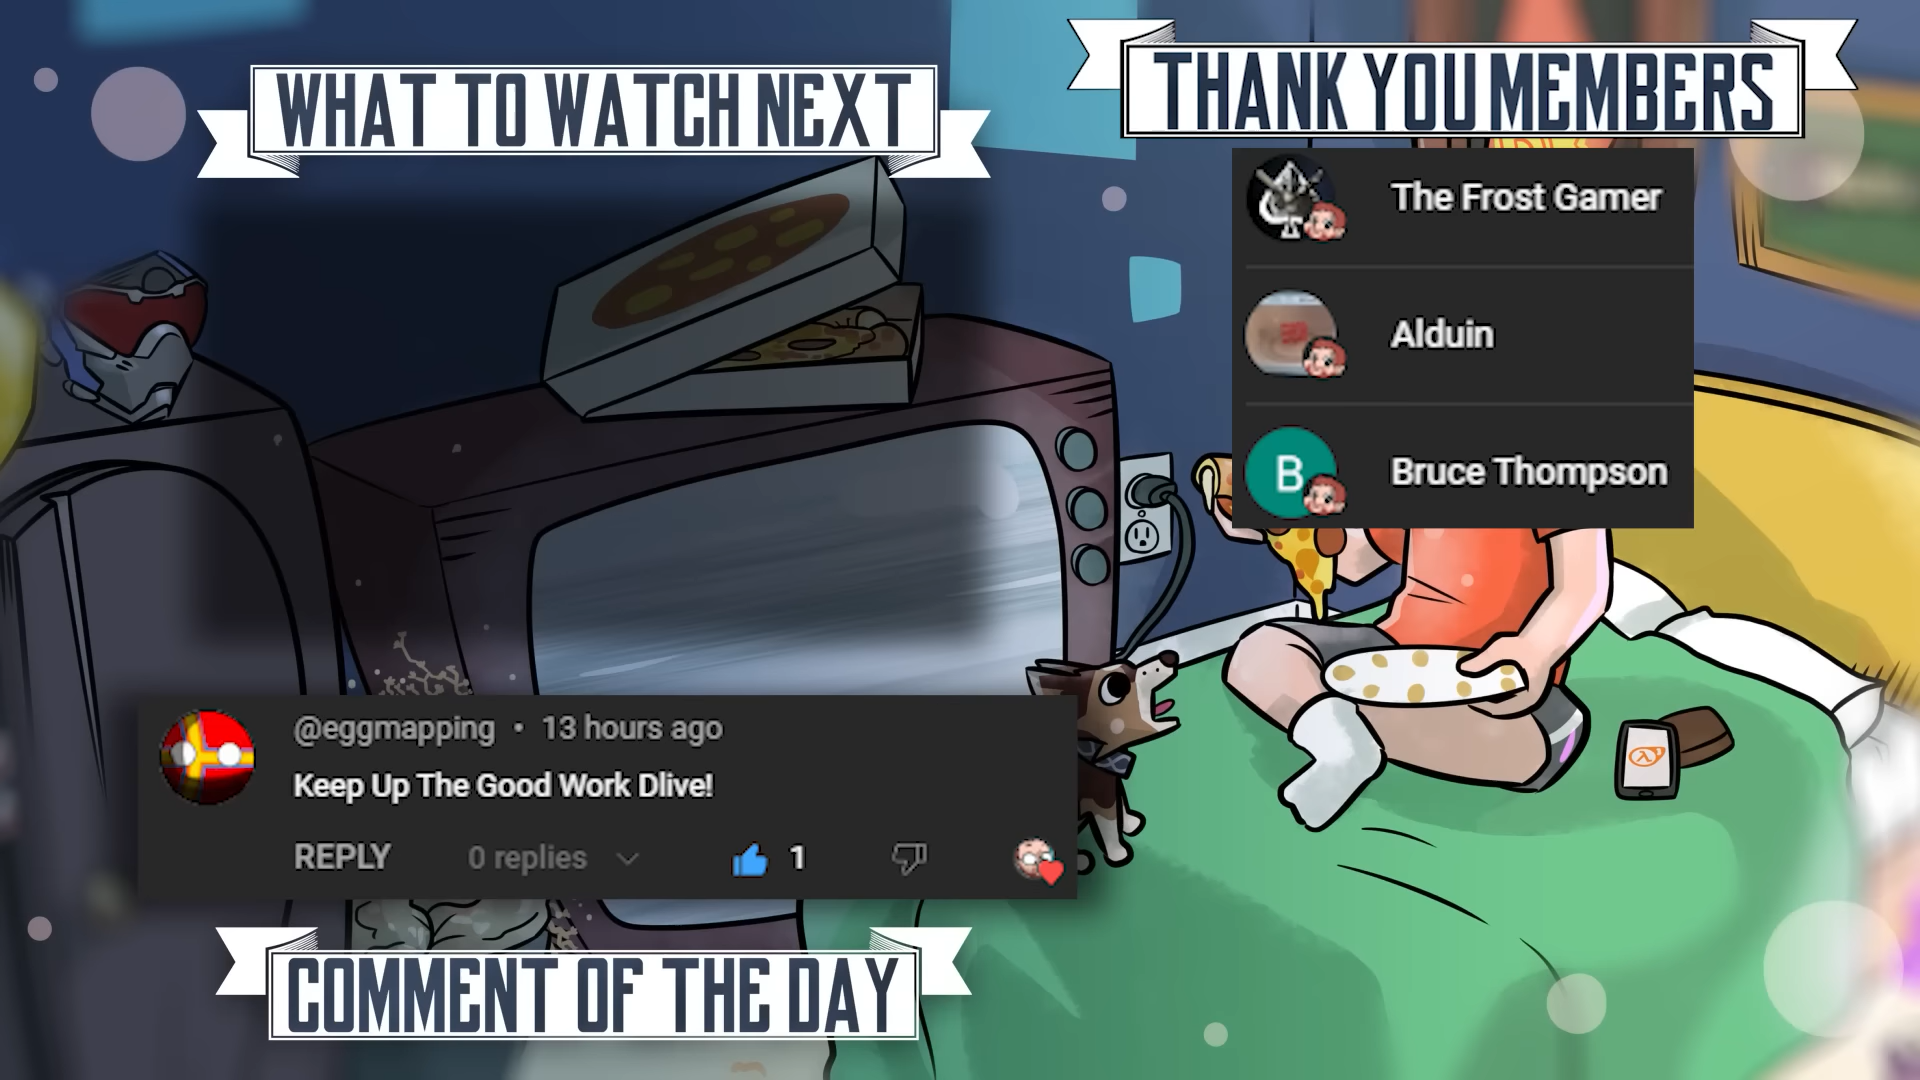 WHAT TO WATCH NEXT
THANK YOU MEMBERS
The Frost Gamer
Alduin
B
Bruce Thompson
@eggmapping • 13 hours ago
Keep Up The Good Work Dlive!
REPLY 0 replies 1
COMMENT OF THE DAY